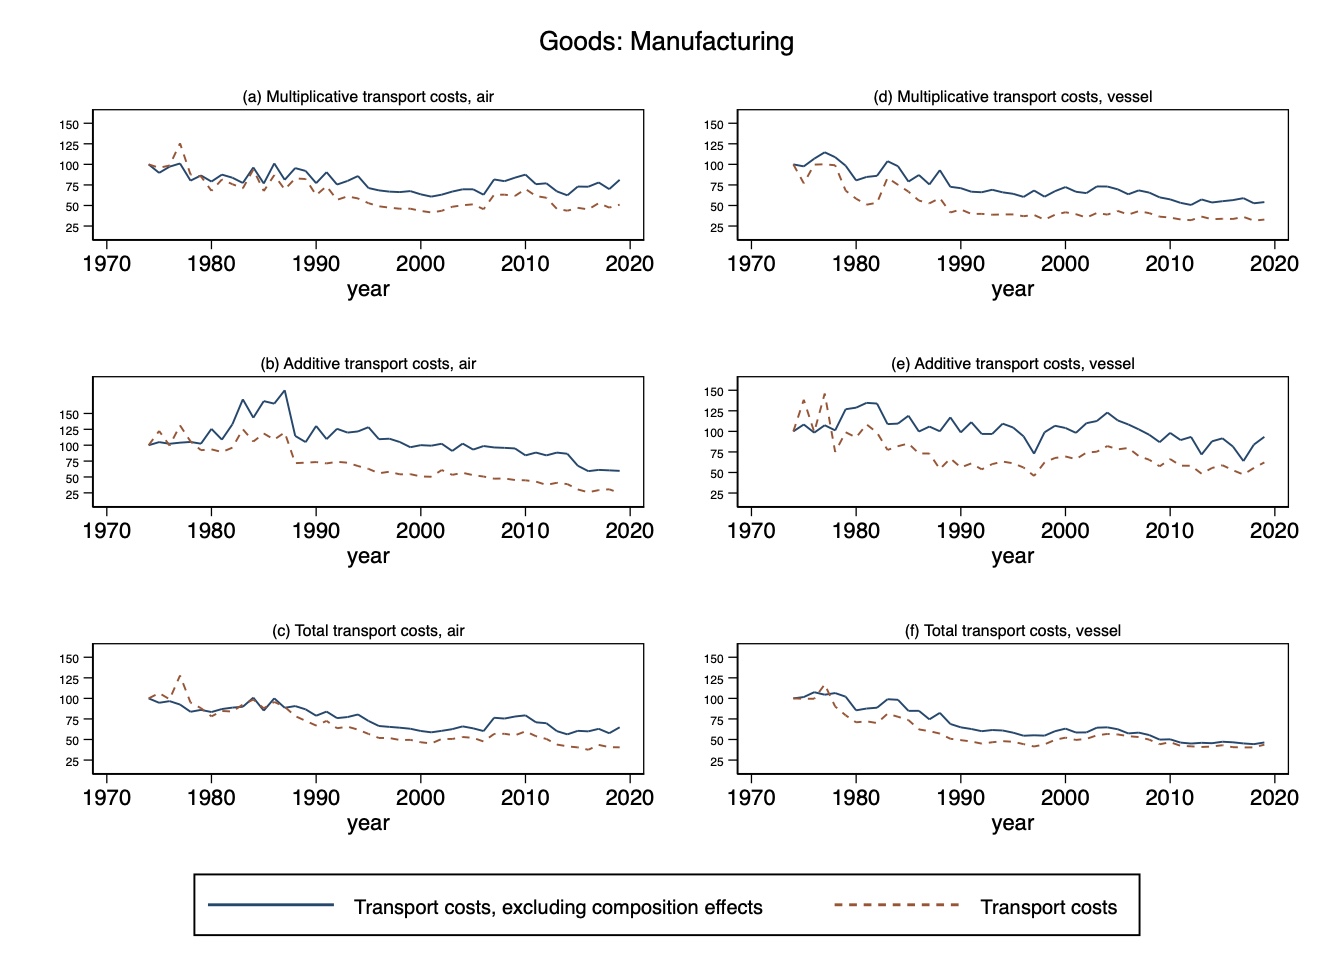 Goods: Manufacturing
(a) Multiplicative transport costs, air
150
125
100
75
50
25
1970 1980 1990 2000 2010 2020
year
(d) Multiplicative transport costs, vessel
150
125
100
75
50
25
1970 1980 1990 2000 2010 2020
year
(b) Additive transport costs, air
150
125
100
75
50
25
1970 1980 1990 2000 2010 2020
year
(e) Additive transport costs, vessel
150
125
100
75
50
25
1970 1980 1990 2000 2010 2020
year
(c) Total transport costs, air
150
125
100
75
50
25
1970 1980 1990 2000 2010 2020
year
(f) Total transport costs, vessel
150
125
100
75
50
25
1970 1980 1990 2000 2010 2020
year
Transport costs, excluding composition effects
Transport costs